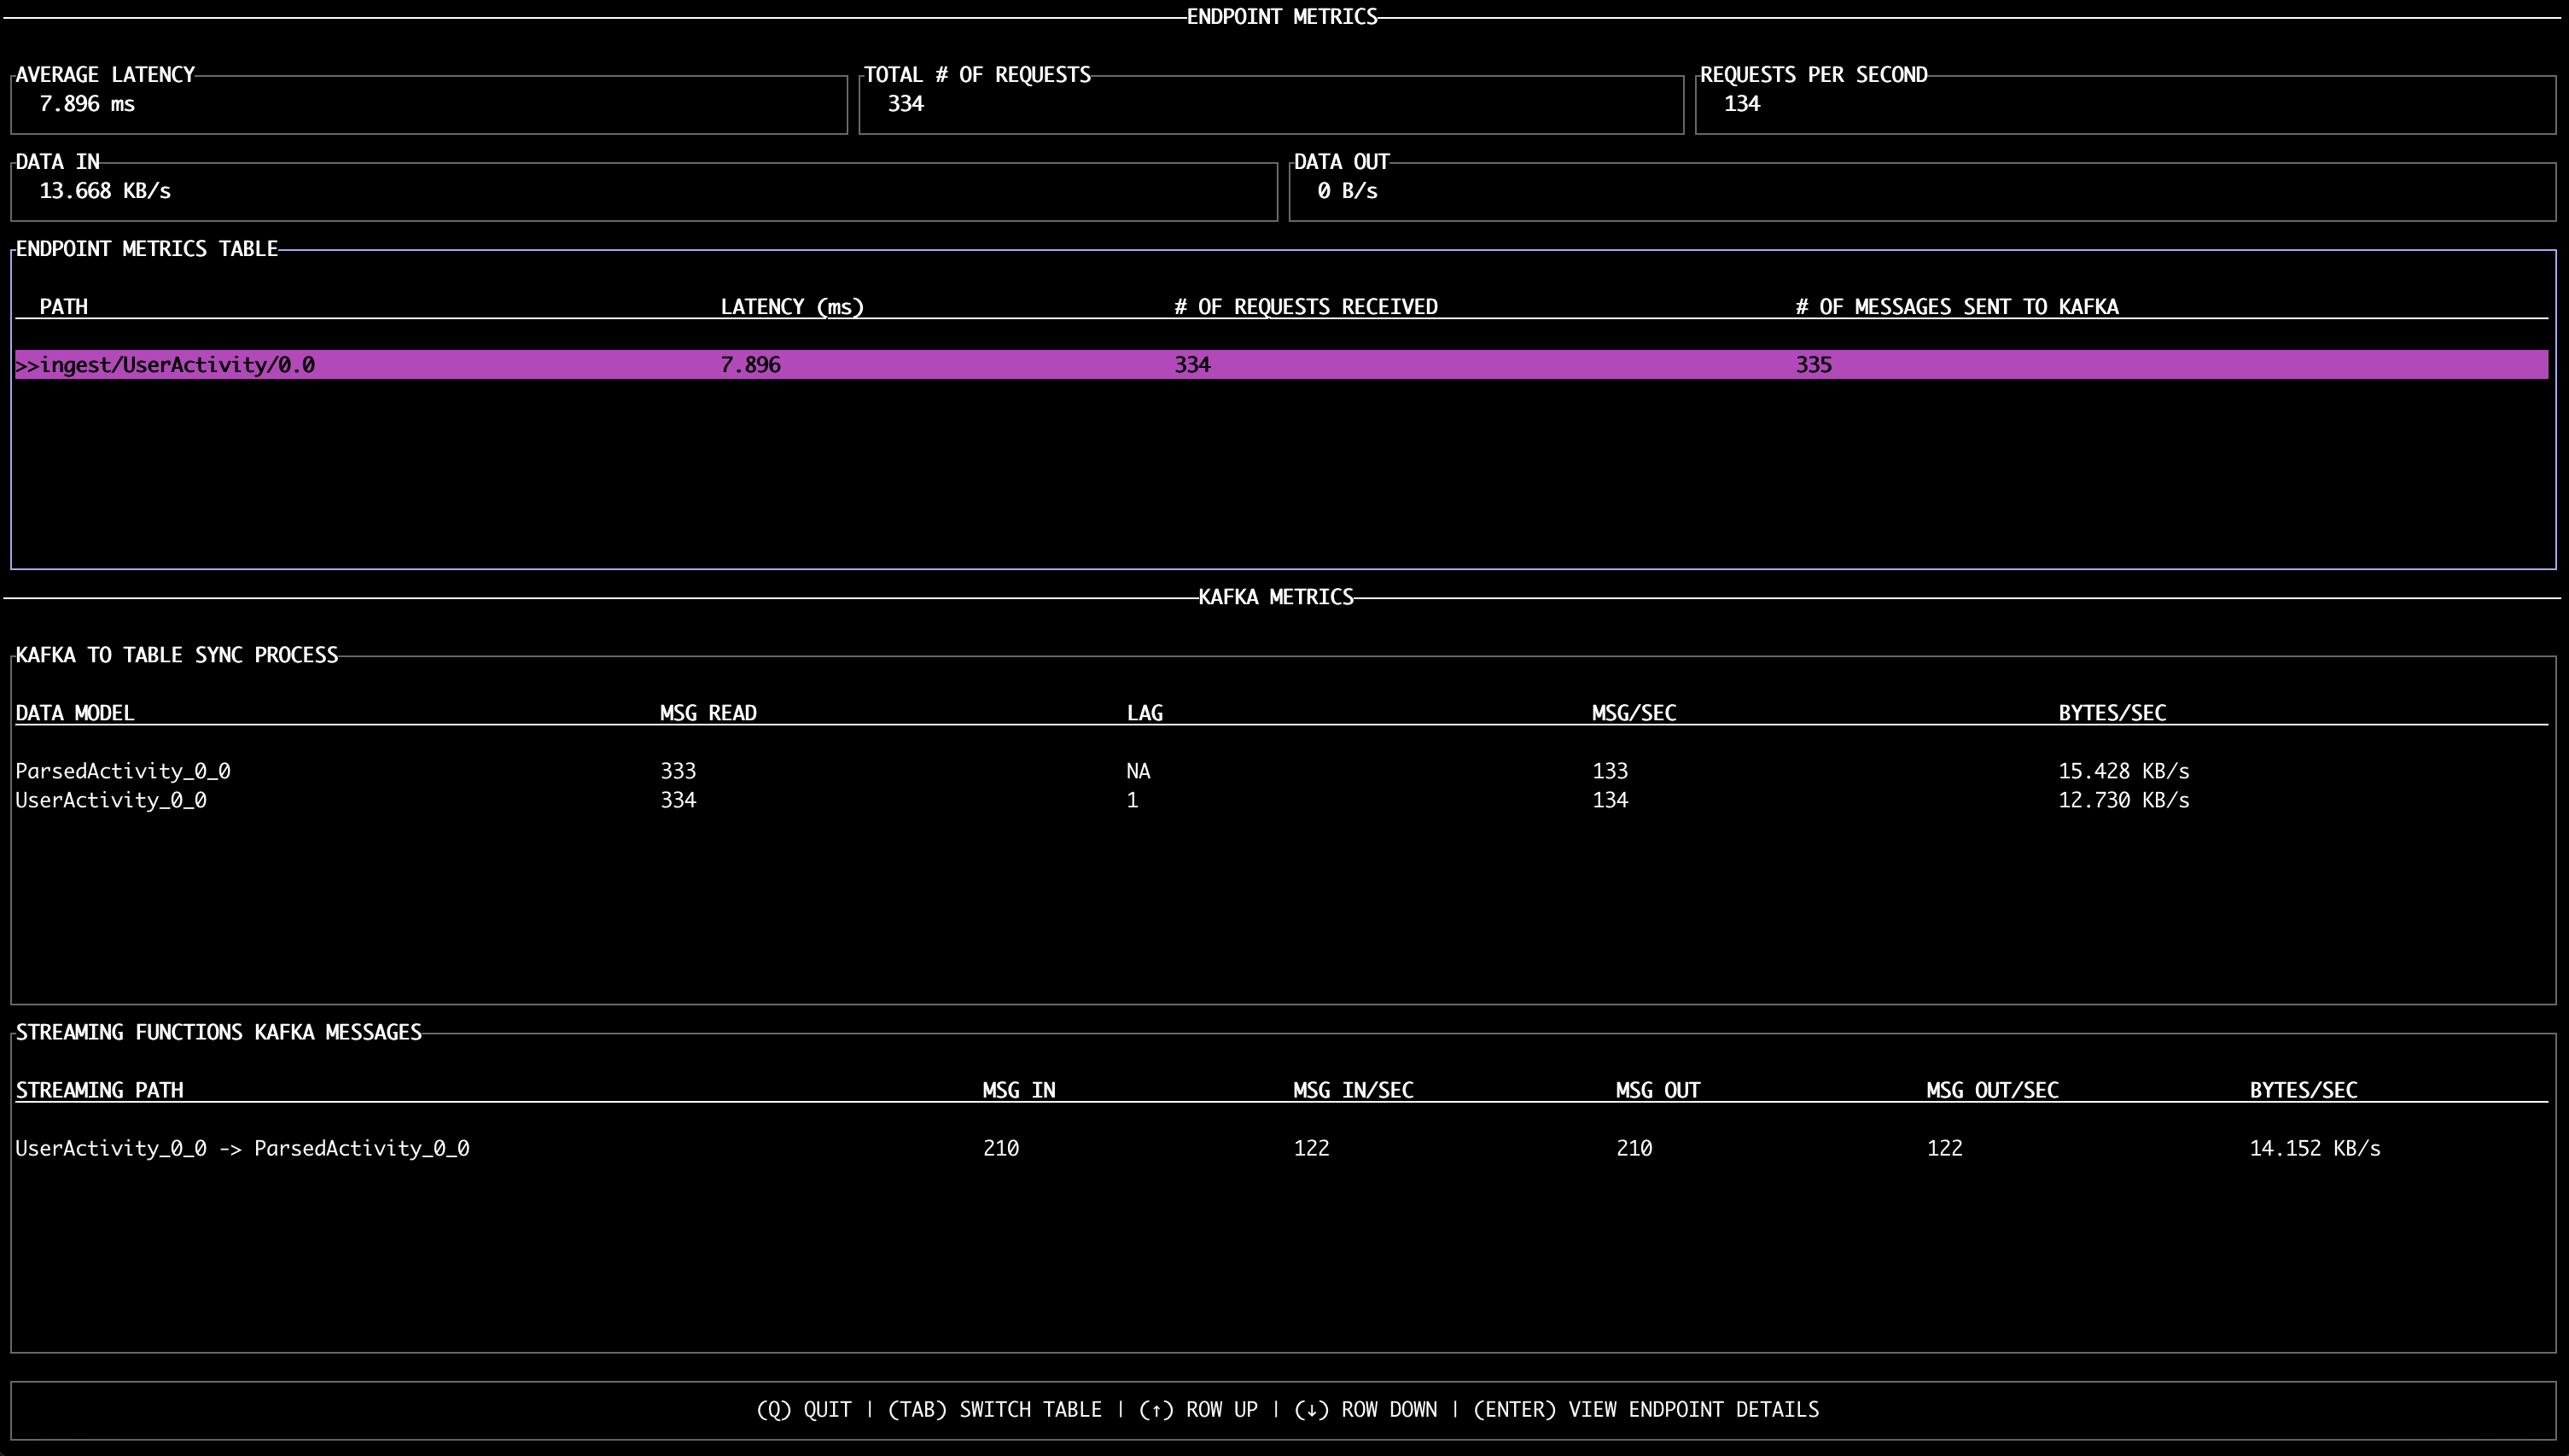 ENDPOINT METRICS
AVERAGE LATENCY TOTAL # OF REQUESTS REQUESTS PER SECOND
7.896 ms 334 134
DATA IN DATA OUT
13.668 KB/s 0 B/s
ENDPOINT METRICS TABLE
PATH LATENCY (ms) # OF REQUESTS RECEIVED # OF MESSAGES SENT TO KAFKA
>>ingest/UserActivity/0.0 7.896 334 335
KAFKA METRICS
KAFKA TO TABLE SYNC PROCESS
DATA MODEL MSG READ LAG MSG/SEC BYTES/SEC
ParsedActivity_0_0 333 NA 133 15.428 KB/s
UserActivity_0_0 334 1 134 12.730 KB/s
STREAMING FUNCTIONS KAFKA MESSAGES
STREAMING PATH MSG IN MSG IN/SEC MSG OUT MSG OUT/SEC BYTES/SEC
UserActivity_0_0 -> ParsedActivity_0_0 210 122 210 122 14.152 KB/s
(Q) QUIT | (TAB) SWITCH TABLE | (↑) ROW UP | (↓) ROW DOWN | (ENTER) VIEW ENDPOINT DETAILS